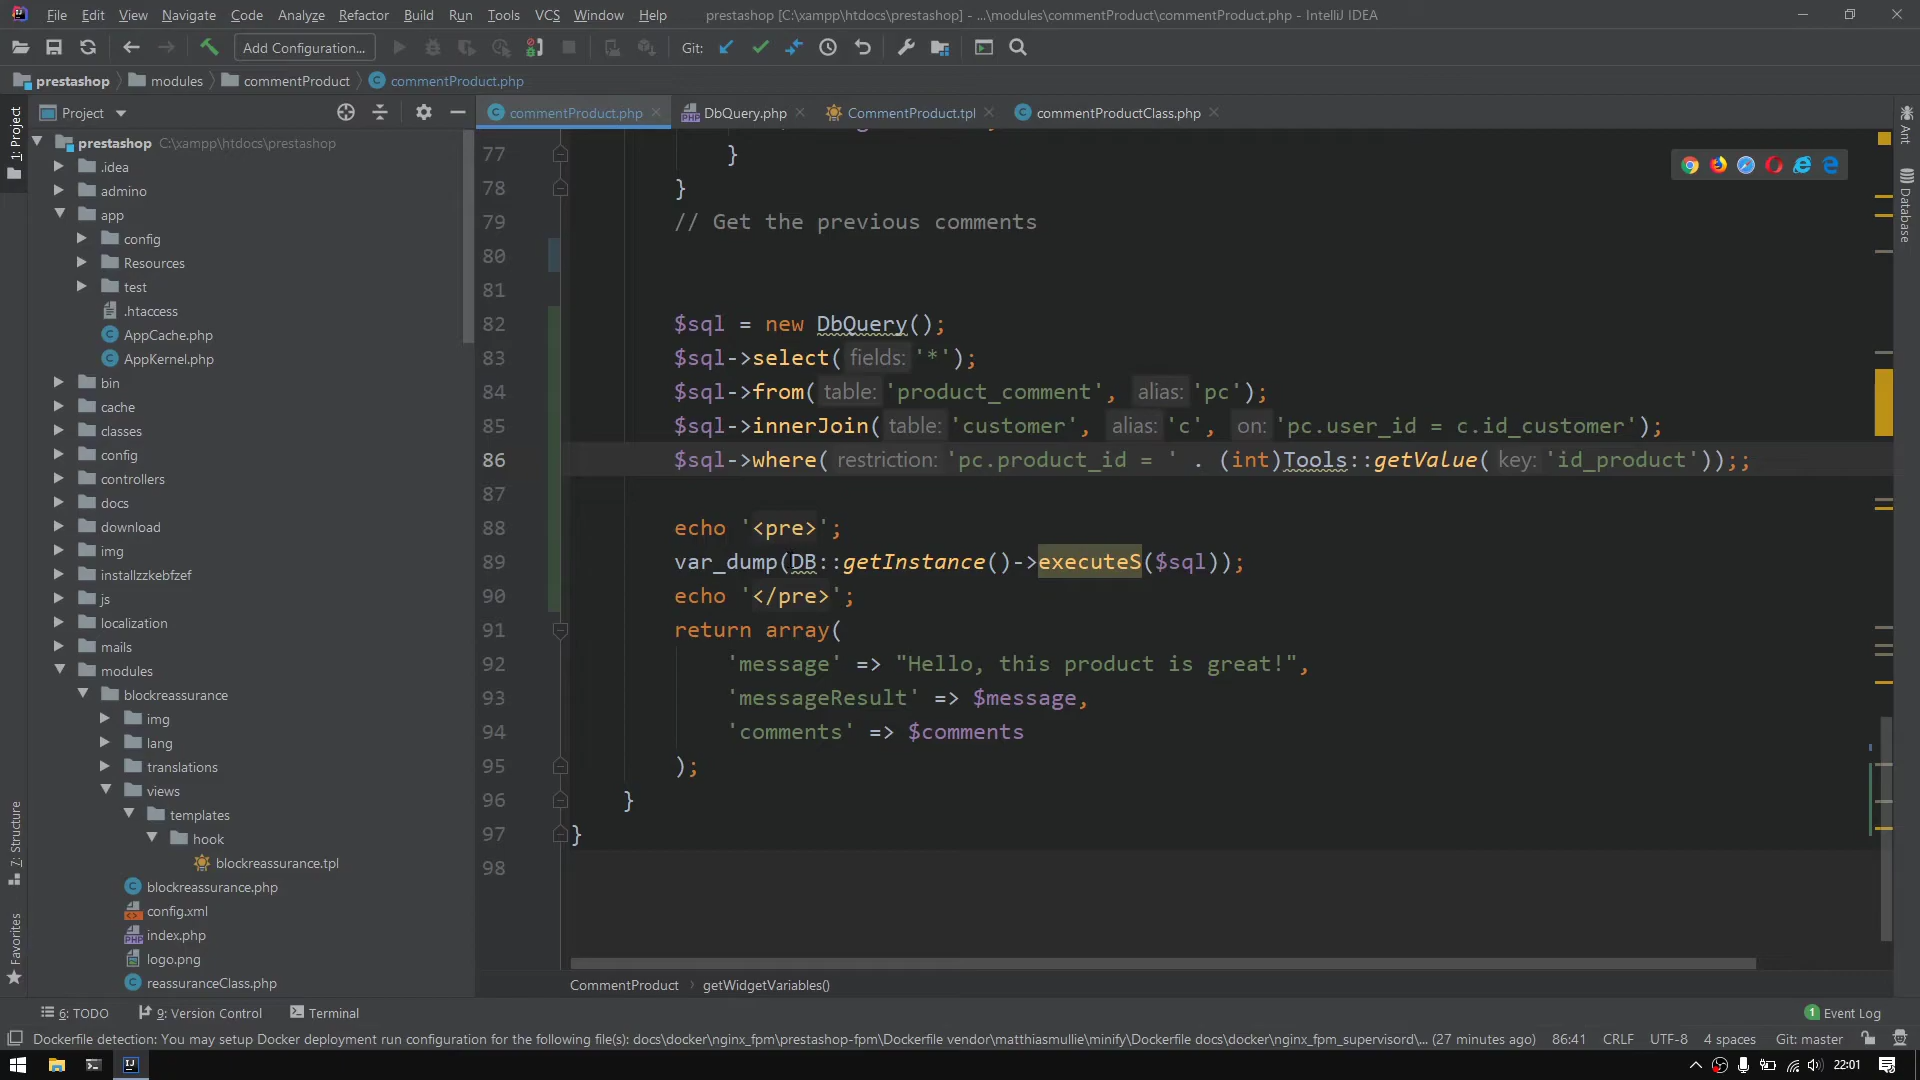 File Edit View Navigate Code Analyze Refactor Build Run Tools VCS Window Help prestashop [C:\xampp\htdocs\prestashop] - ...\modules\commentProduct\commentProduct.php - IntelliJ IDEA
Add Configuration... Git:
prestashop modules commentProduct commentProduct.php
Project commentProduct.php DbQuery.php CommentProduct.tpl commentProductClass.php
1: Project
7: Structure
Favorites
Ant
Database
prestashop C:\xampp\htdocs\prestashop
.idea
admino
app
config
Resources
test
.htaccess
AppCache.php
AppKernel.php
bin
cache
classes
config
controllers
docs
download
img
installzzkebfzef
js
localization
mails
modules
blockreassurance
img
lang
translations
views
templates
hook
blockreassurance.tpl
blockreassurance.php
config.xml
index.php
logo.png
reassuranceClass.php
77 }
78 }
79 // Get the previous comments
80
81
82 $sql = new DbQuery();
83 $sql->select( fields: '*');
84 $sql->from( table: 'product_comment', alias: 'pc');
85 $sql->innerJoin( table: 'customer', alias: 'c', on: 'pc.user_id = c.id_customer');
86 $sql->where( restriction: 'pc.product_id = ' . (int)Tools::getValue( key: 'id_product'));;
87
88 echo '<pre>';
89 var_dump(DB::getInstance()->executeS($sql));
90 echo '</pre>';
91 return array(
92 'message' => "Hello, this product is great!",
93 'messageResult' => $message,
94 'comments' => $comments
95 );
96 }
97 }
98
CommentProduct › getWidgetVariables()
6: TODO 9: Version Control Terminal 1 Event Log
Dockerfile detection: You may setup Docker deployment run configuration for the following file(s): docs\docker\nginx_fpm\prestashop-fpm\Dockerfile vendor\matthiasmullie\minify\Dockerfile docs\docker\nginx_fpm_supervisord\... (27 minutes ago) 86:41 CRLF UTF-8 4 spaces Git: master
22:01